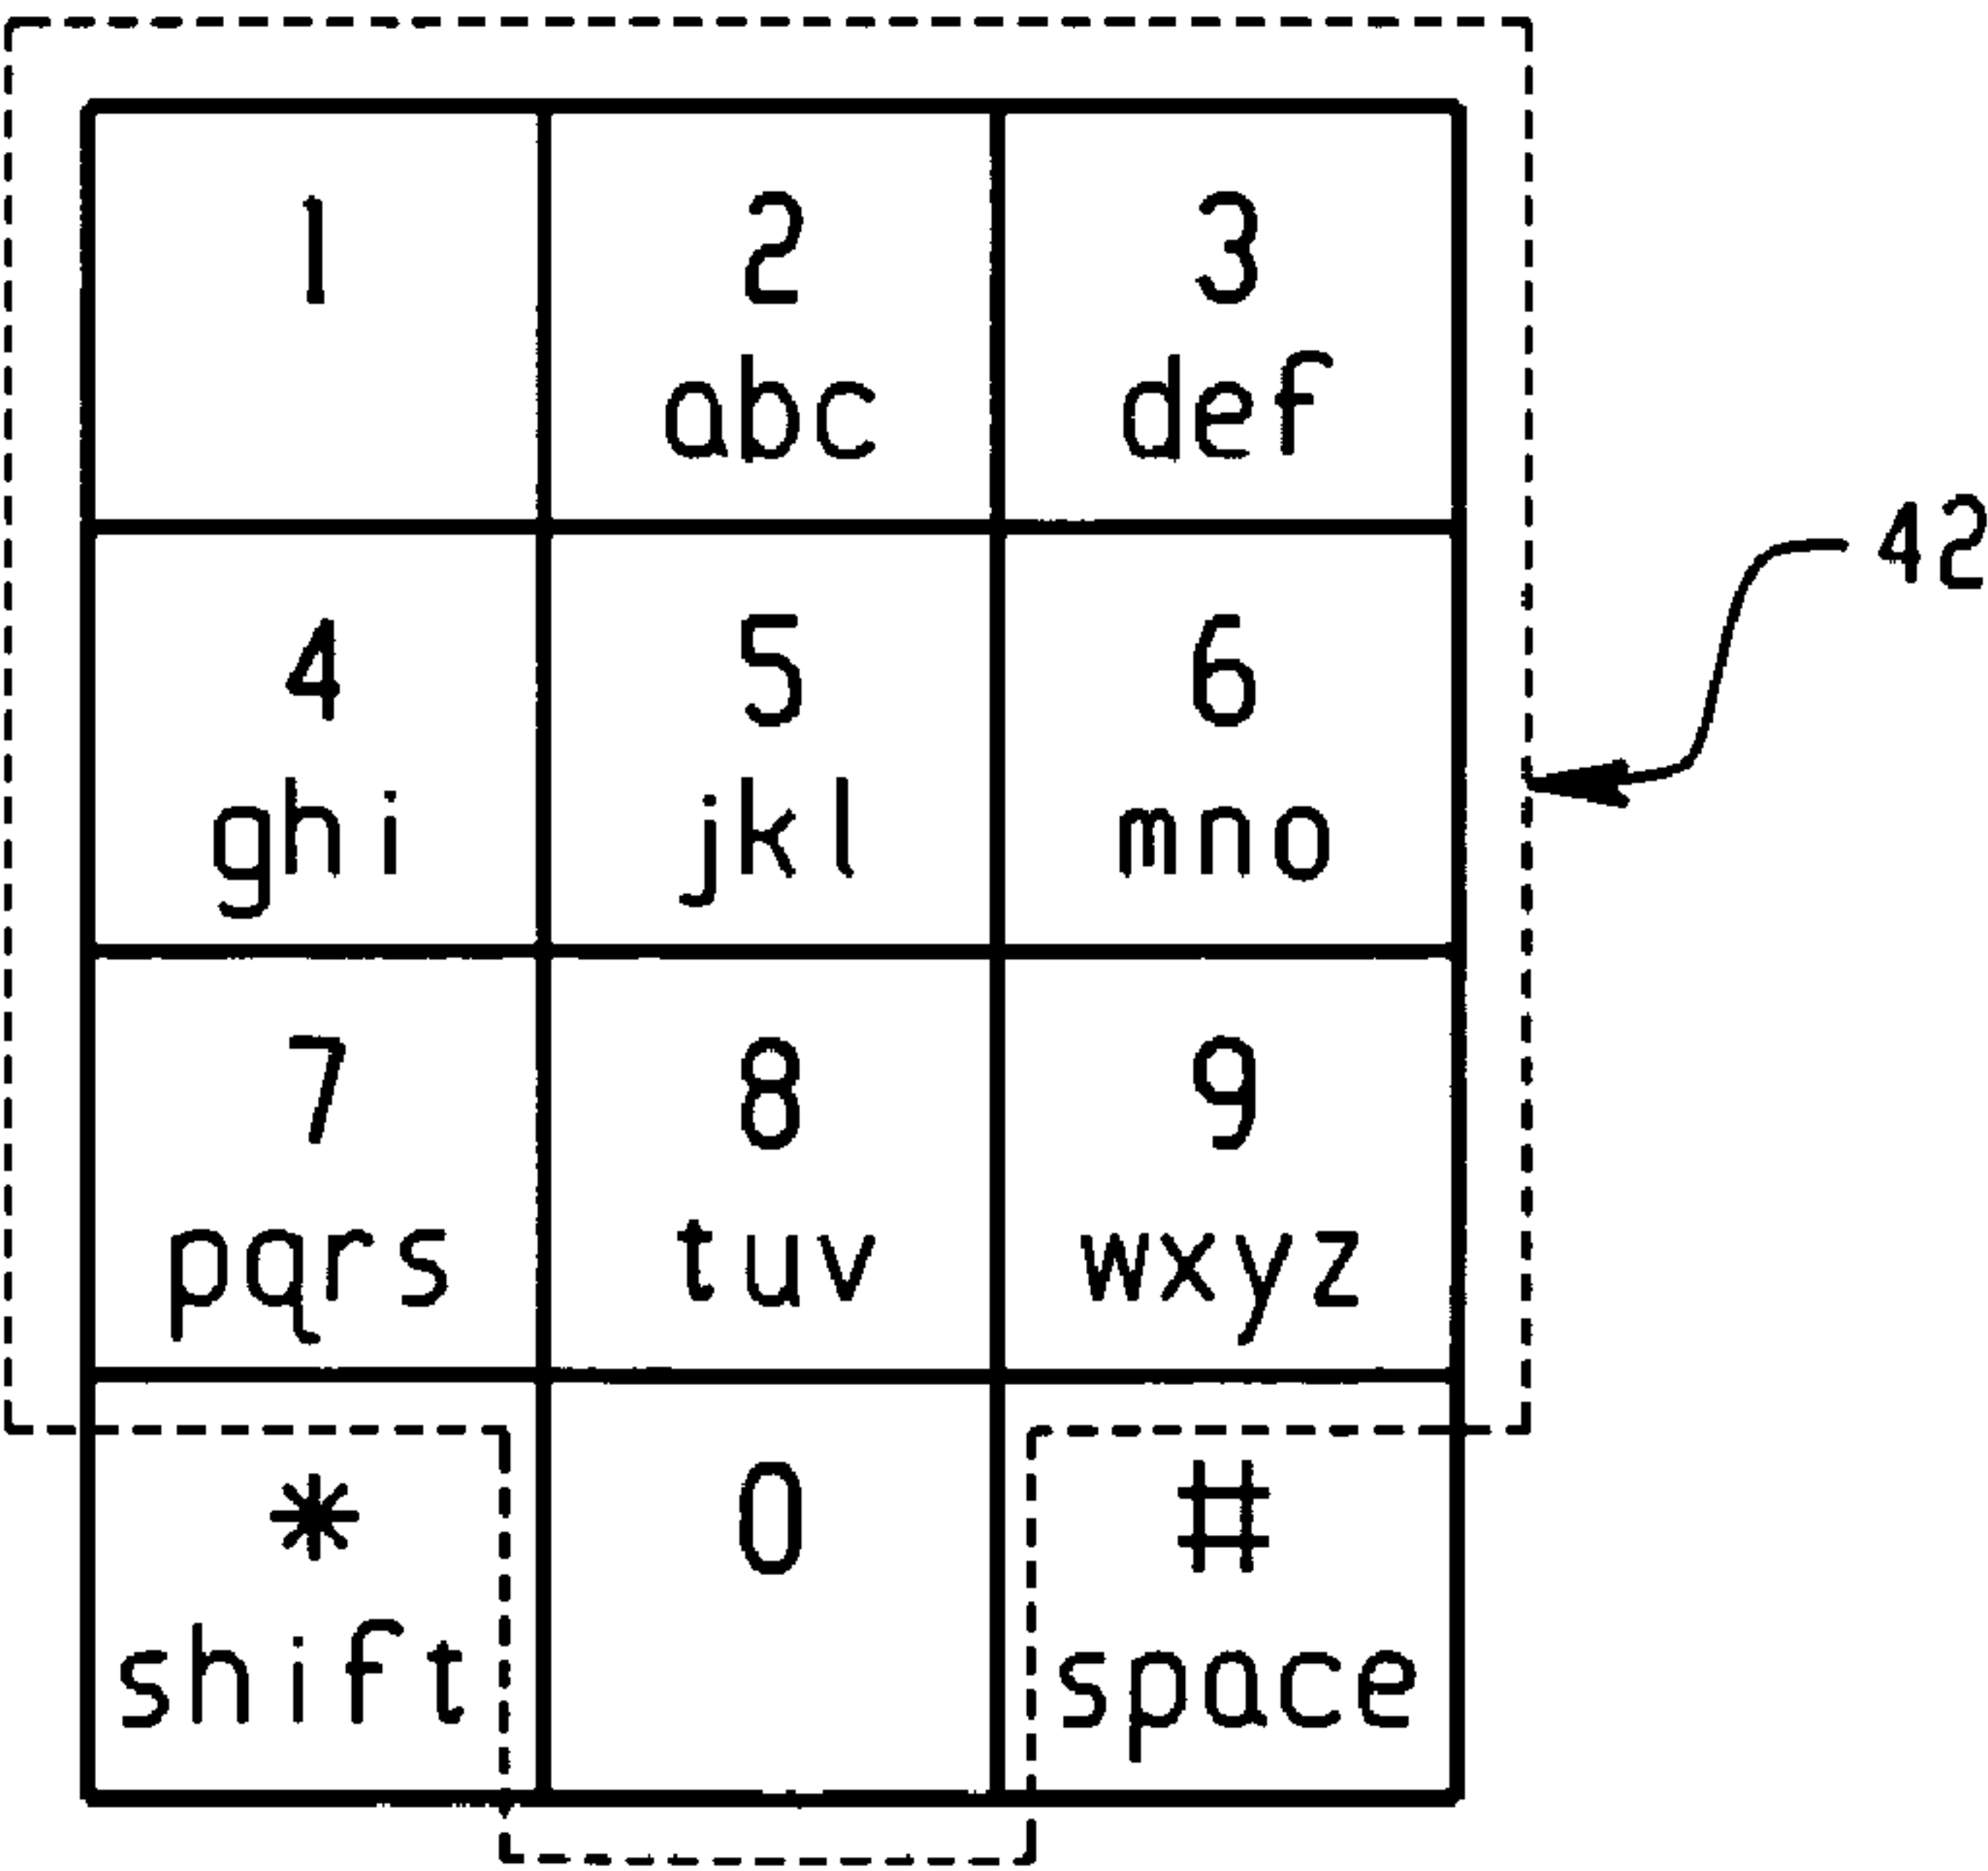 1 2 3
abc def
42
4 5 6
ghi jkl mno
7 8 9
pqrs tuv wxyz
* 0 #
shift space